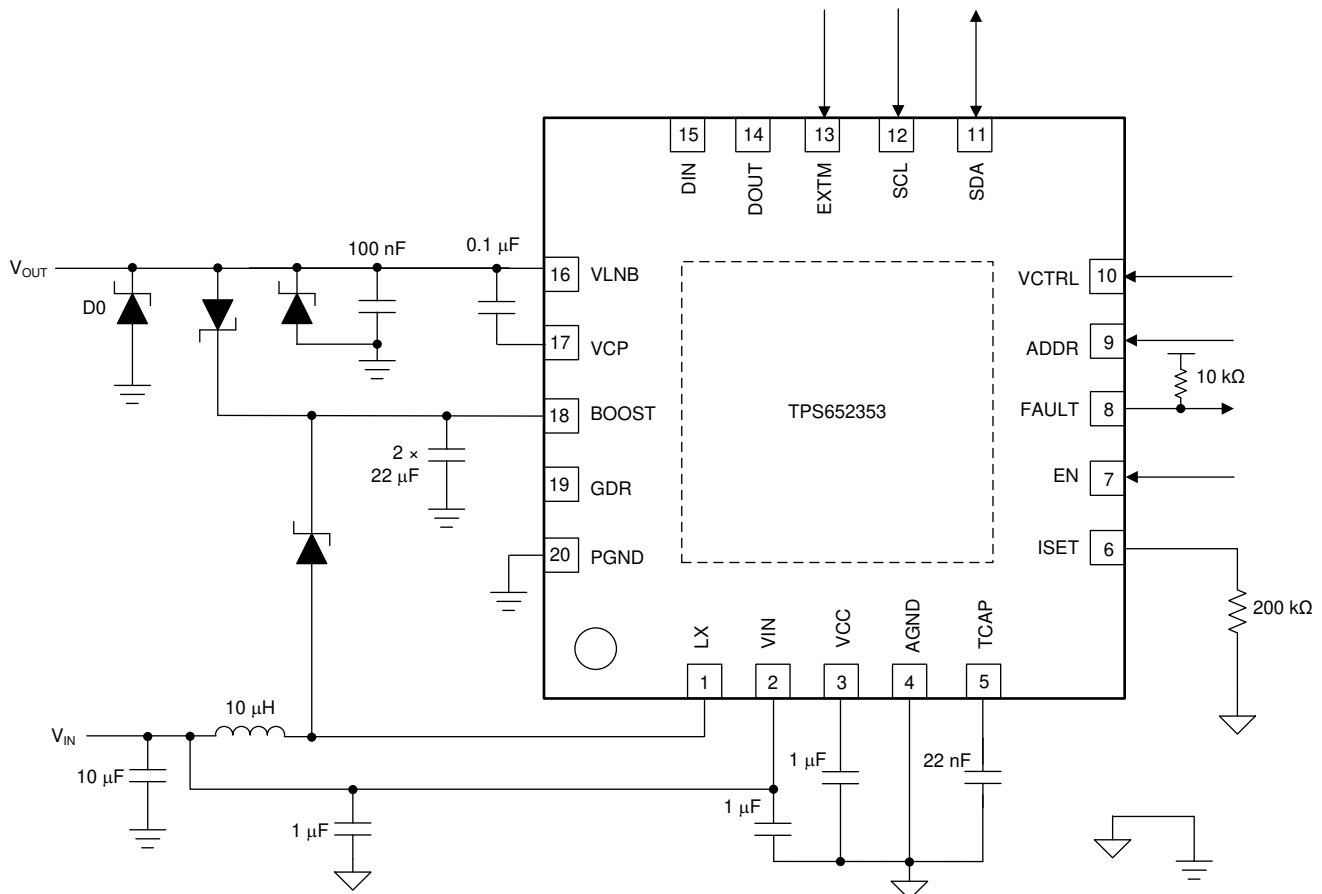 15
14
13
12
11
DIN
DOUT
EXTM
SCL
SDA
100 nF
0.1 μF
VOUT
16
VLNB
VCTRL
10
D0
17
VCP
ADDR
9
10 kΩ
18
BOOST
TPS652353
FAULT
8
2 ×
22 μF
19
GDR
EN
7
20
PGND
ISET
6
200 kΩ
LX
VIN
VCC
AGND
TCAP
1
2
3
4
5
10 μH
VIN
10 μF
1 μF
22 nF
1 μF
1 μF